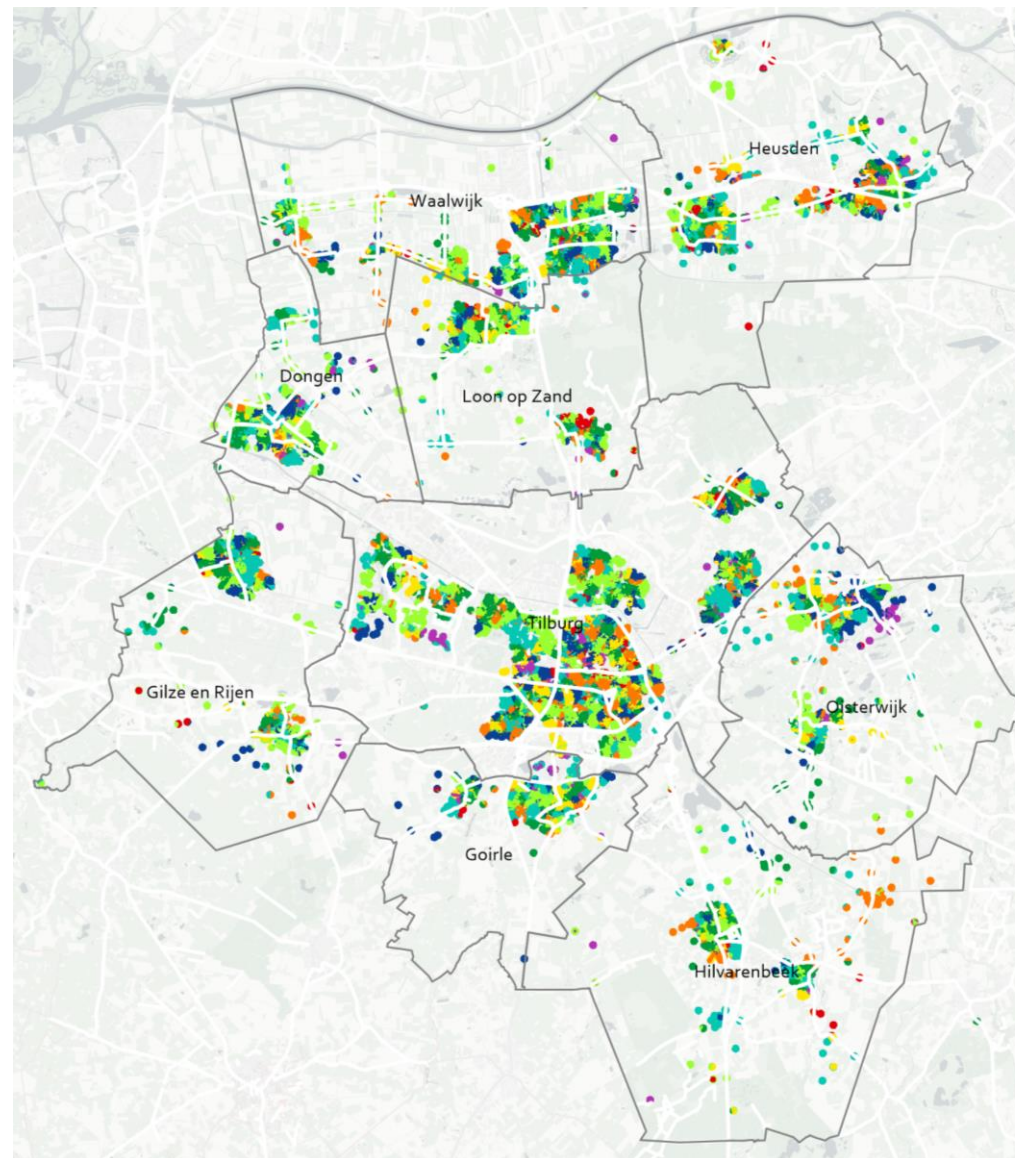 Heusden
Waalwijk
Dongen
Loon op Zand
Tilburg
Gilze en Rijen
Oisterwijk
Goirle
Hilvarenbeek